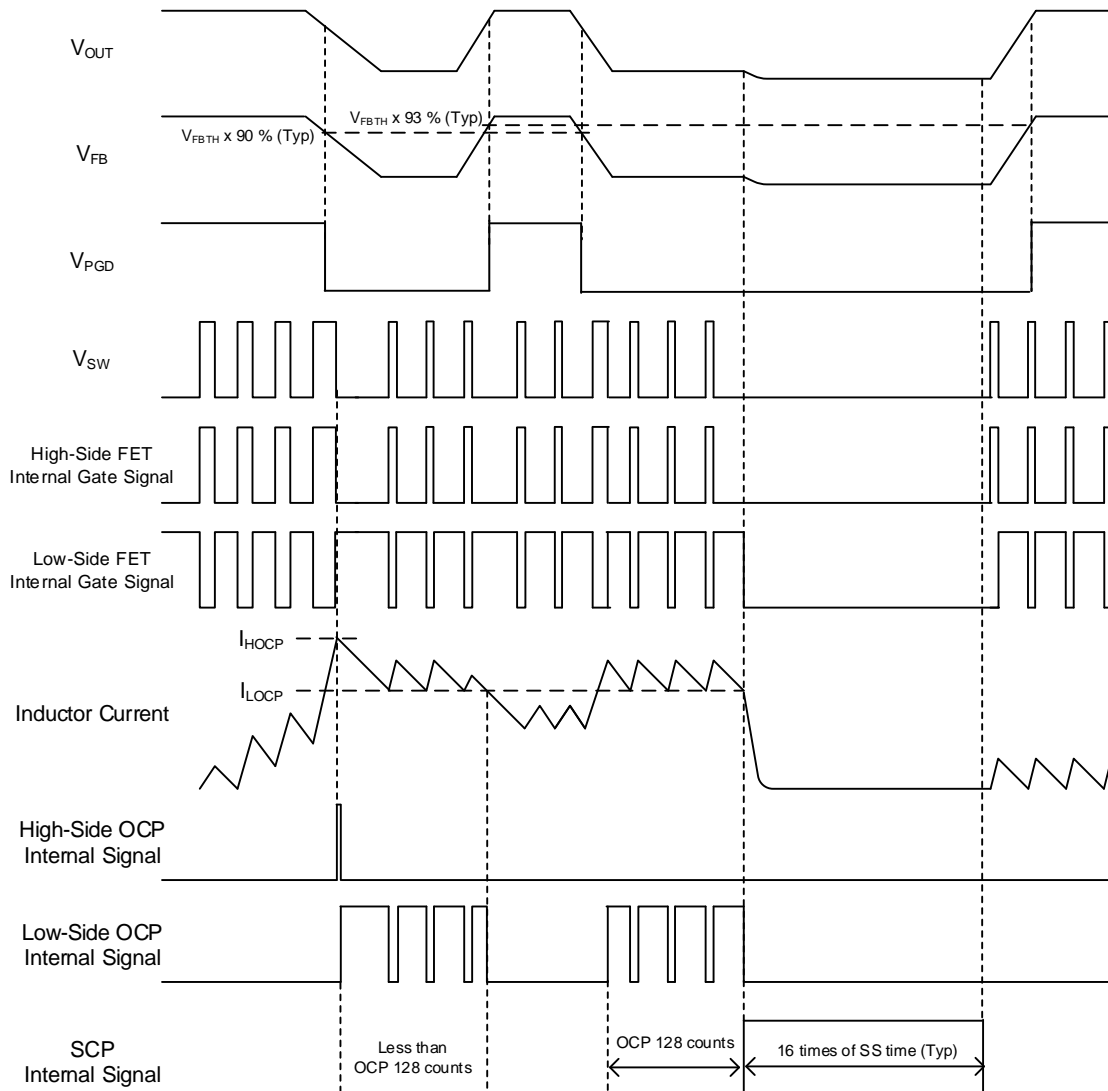 VOUT
VFBTH x 93 % (Typ)
VFBTH x 90 % (Typ)
VFB
VPGD
VSW
High-Side FET
Internal Gate Signal
Low-Side FET
Internal Gate Signal
IHOCP
ILOCP
Inductor Current
High-Side OCP
Internal Signal
Low-Side OCP
Internal Signal
SCP
Internal Signal
Less than
OCP 128 counts
OCP 128 counts
16 times of SS time (Typ)